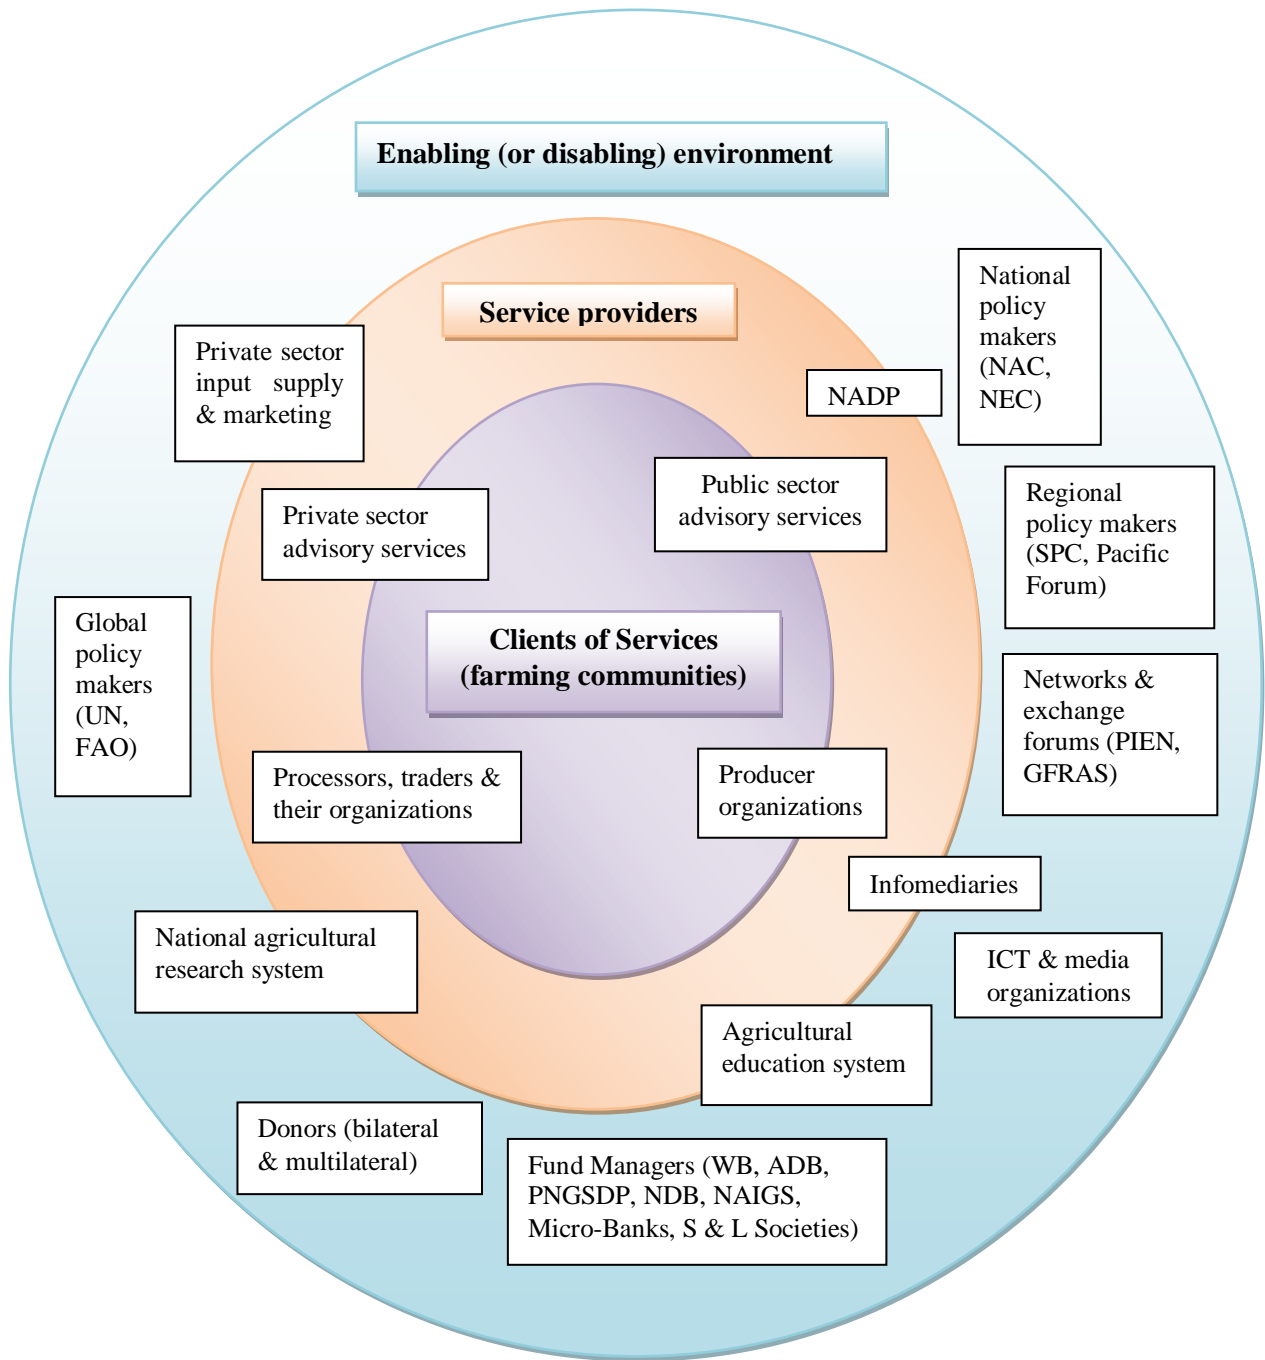 Enabling (or disabling) environment
Service providers
National
policy
makers
(NAC,
NEC)
Private sector
input supply
& marketing
NADP
Public sector
advisory services
Regional
policy makers
(SPC, Pacific
Forum)
Private sector
advisory services
Global
policy
makers
(UN,
FAO)
Clients of Services
(farming communities)
Networks &
exchange
forums (PIEN,
GFRAS)
Processors, traders &
their organizations
Producer
organizations
Infomediaries
National agricultural
research system
ICT & media
organizations
Agricultural
education system
Donors (bilateral
& multilateral)
Fund Managers (WB, ADB,
PNGSDP, NDB, NAIGS,
Micro-Banks, S & L Societies)